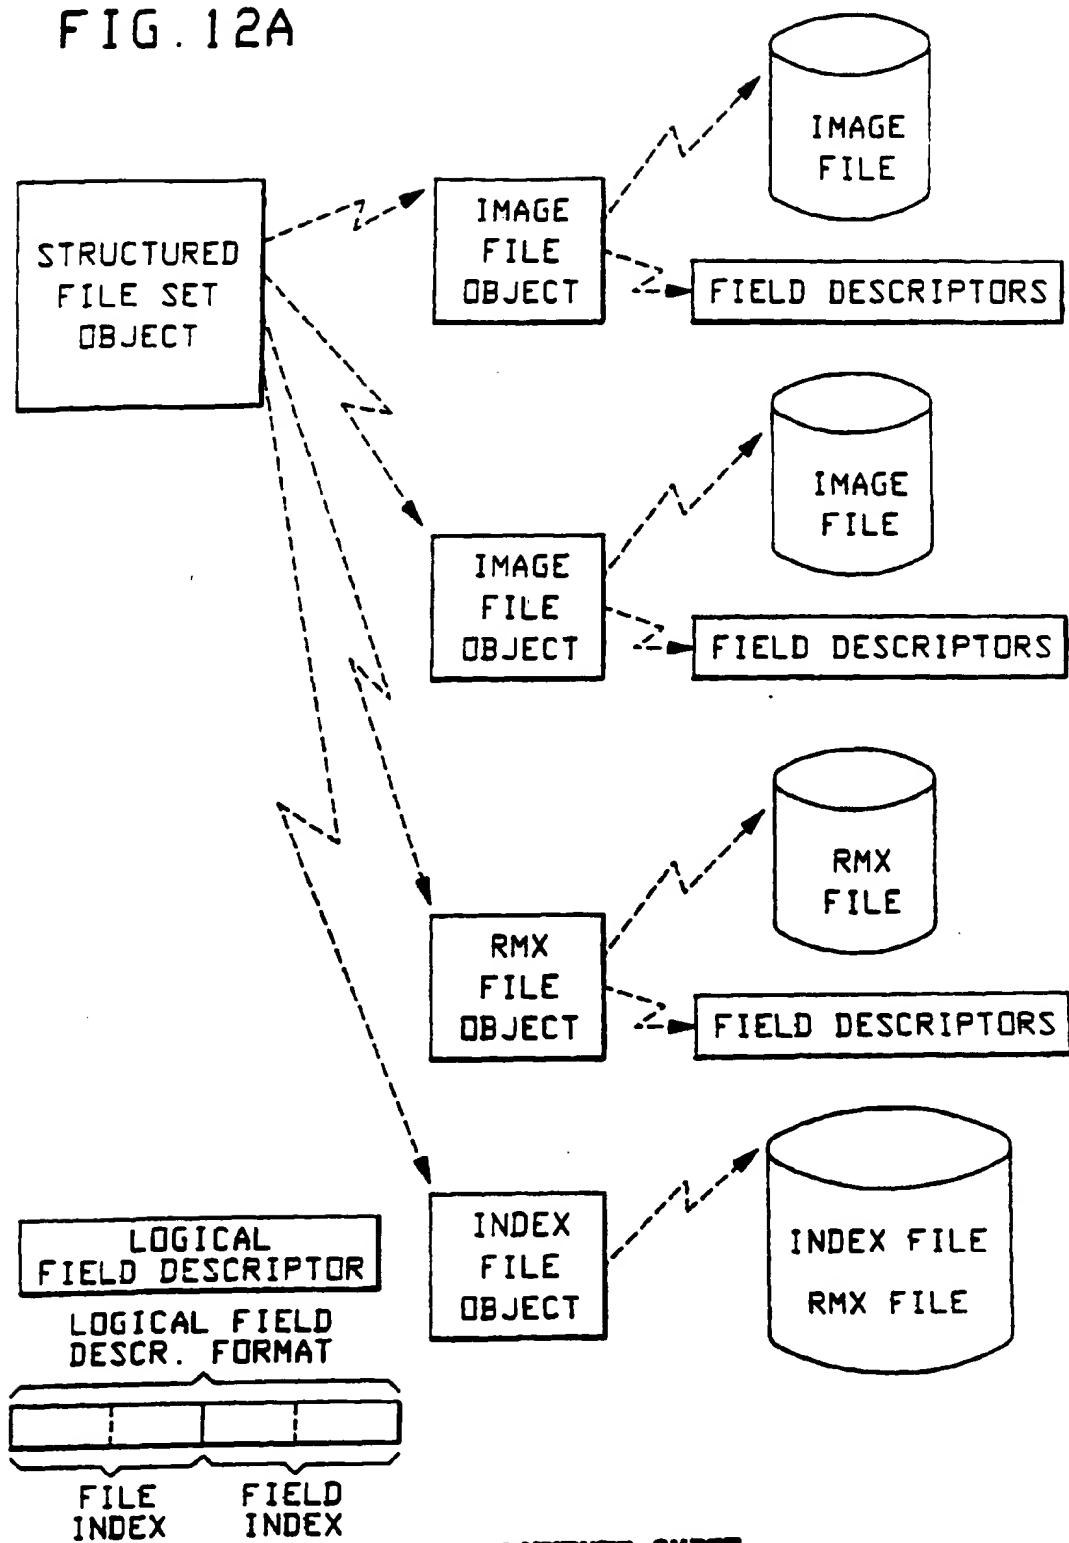 FIG. 12A
STRUCTURED
FILE SET
OBJECT
IMAGE
FILE
OBJECT
IMAGE
FILE
FIELD DESCRIPTORS
IMAGE
FILE
OBJECT
IMAGE
FILE
FIELD DESCRIPTORS
RMX
FILE
OBJECT
RMX
FILE
FIELD DESCRIPTORS
INDEX
FILE
OBJECT
INDEX FILE
RMX FILE
LOGICAL
FIELD DESCRIPTOR
LOGICAL FIELD
DESCR. FORMAT
FILE
INDEX
FIELD
INDEX